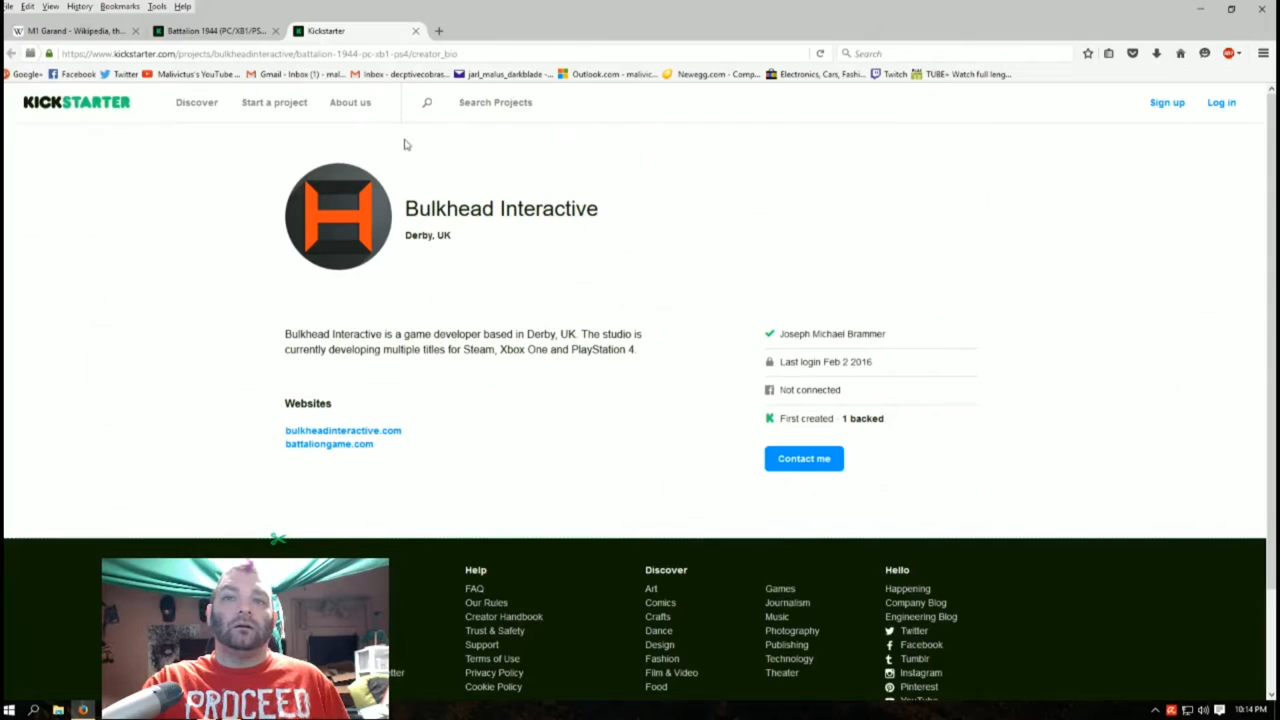 File Edit View History Bookmarks Tools Help
M1 Garand - Wikipedia, th...
Battalion 1944 (PC/XB1/PS...
Kickstarter
https://www.kickstarter.com/projects/bulkheadinteractive/battalion-1944-pc-xb1-ps4/creator_bio
Search
Google+ Facebook Twitter Malivictus's YouTube ... Gmail - Inbox (1) - mal... Inbox - decptivecobras... jarl_malus_darkblade -... Outlook.com - malivic... Newegg.com - Comp... Electronics, Cars, Fashi... Twitch TUBE+ Watch full leng...
KICKSTARTER Discover Start a project About us Search Projects Sign up Log in
Bulkhead Interactive
Derby, UK
Bulkhead Interactive is a game developer based in Derby, UK. The studio is
currently developing multiple titles for Steam, Xbox One and PlayStation 4.
Websites
bulkheadinteractive.com
battaliongame.com
Joseph Michael Brammer
Last login Feb 2 2016
Not connected
First created · 1 backed
Contact me
Help
FAQ
Our Rules
Creator Handbook
Trust & Safety
Support
Terms of Use
Privacy Policy
Cookie Policy
Discover
Art
Comics
Crafts
Dance
Design
Fashion
Film & Video
Food
Games
Journalism
Music
Photography
Publishing
Technology
Theater
Hello
Happening
Company Blog
Engineering Blog
Twitter
Facebook
Tumblr
Instagram
Pinterest
YouTube
PROCEED
10:14 PM